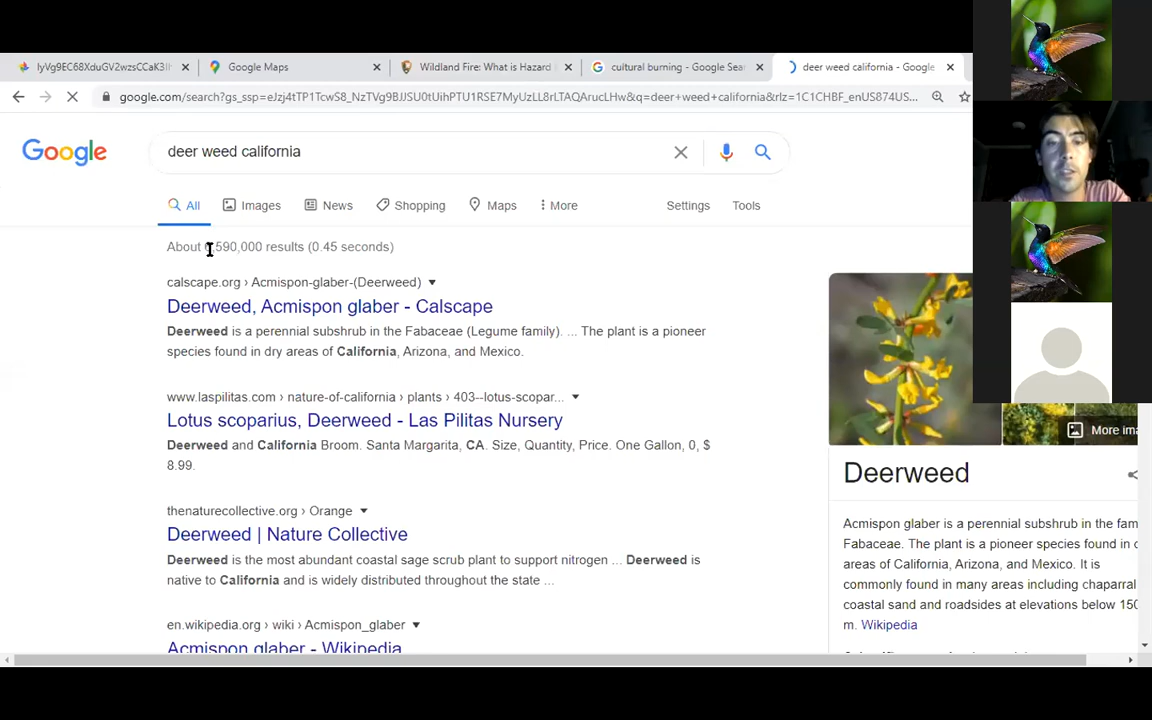 IyVg9EC68XduGV2wzsCCaK3I
Google Maps
Wildland Fire: What is Hazard
cultural burning - Google Sea
deer weed california - Google
google.com/search?gs_ssp=eJzj4tTP1TcwS8_NzTVg9BJJSU0tUihPTU1RSE7MyUzLL8rLTAQArucLHw&q=deer+weed+california&rlz=1C1CHBF_enUS874US...
Google
deer weed california
All
Images
News
Shopping
Maps
More
Settings
Tools
About ,590,000 results (0.45 seconds)
calscape.org › Acmispon-glaber-(Deerweed)
Deerweed, Acmispon glaber - Calscape
Deerweed is a perennial subshrub in the Fabaceae (Legume family). ... The plant is a pioneer
species found in dry areas of California, Arizona, and Mexico.
www.laspilitas.com › nature-of-california › plants › 403--lotus-scopar...
Lotus scoparius, Deerweed - Las Pilitas Nursery
Deerweed and California Broom. Santa Margarita, CA. Size, Quantity, Price. One Gallon, 0, $
8.99.
thenaturecollective.org › Orange
Deerweed | Nature Collective
Deerweed is the most abundant coastal sage scrub plant to support nitrogen ... Deerweed is
native to California and is widely distributed throughout the state ...
en.wikipedia.org › wiki › Acmispon_glaber
Acmispon glaber - Wikipedia
More ima
Deerweed
Acmispon glaber is a perennial subshrub in the fam
Fabaceae. The plant is a pioneer species found in d
areas of California, Arizona, and Mexico. It is
commonly found in many areas including chaparral
coastal sand and roadsides at elevations below 150
m. Wikipedia